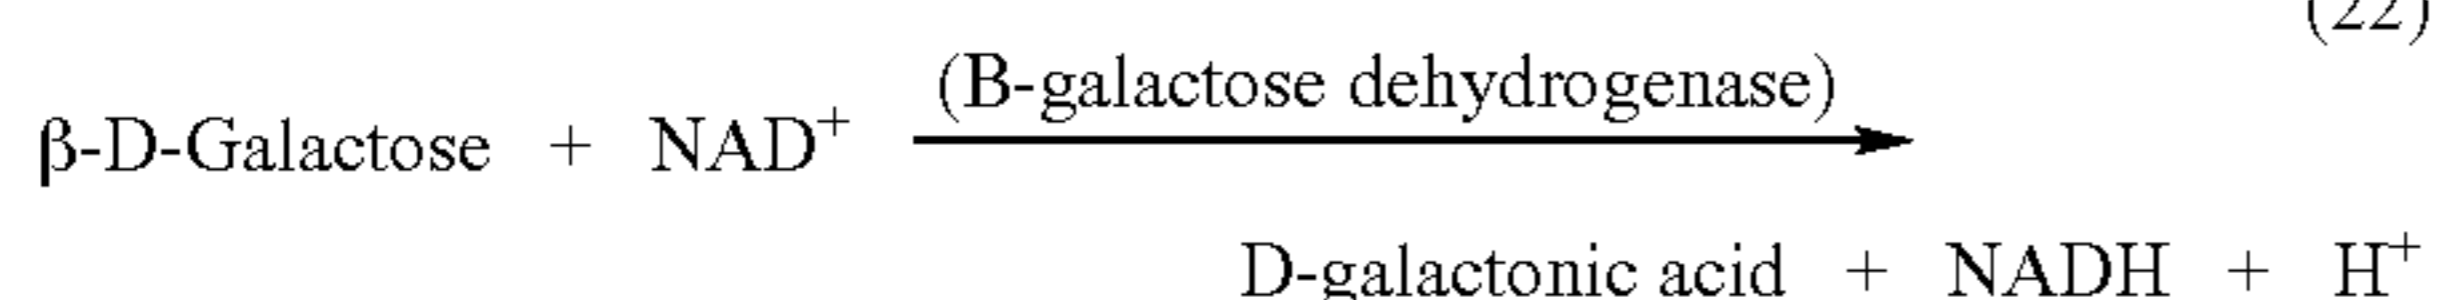 (22)
(B-galactose dehydrogenase)
β-D-Galactose + NAD⁺
D-galactonic acid + NADH + H⁺